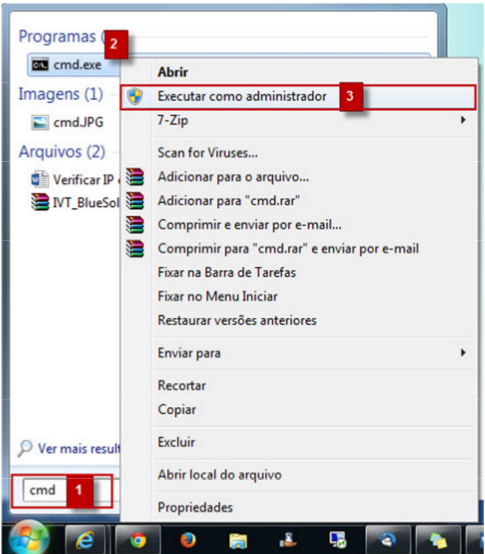 Programas (
2
cmd.exe
Imagens (1)
cmd.JPG
Arquivos (2)
Verificar IP
IVT_BlueSol
Abrir
Executar como administrador
3
7-Zip
Scan for Viruses...
Adicionar para o arquivo...
Adicionar para "cmd.rar"
Comprimir e enviar por e-mail...
Comprimir para "cmd.rar" e enviar por e-mail
Fixar na Barra de Tarefas
Fixar no Menu Iniciar
Restaurar versões anteriores
Enviar para
Recortar
Copiar
Excluir
Abrir local do arquivo
Propriedades
Ver mais result
cmd
1